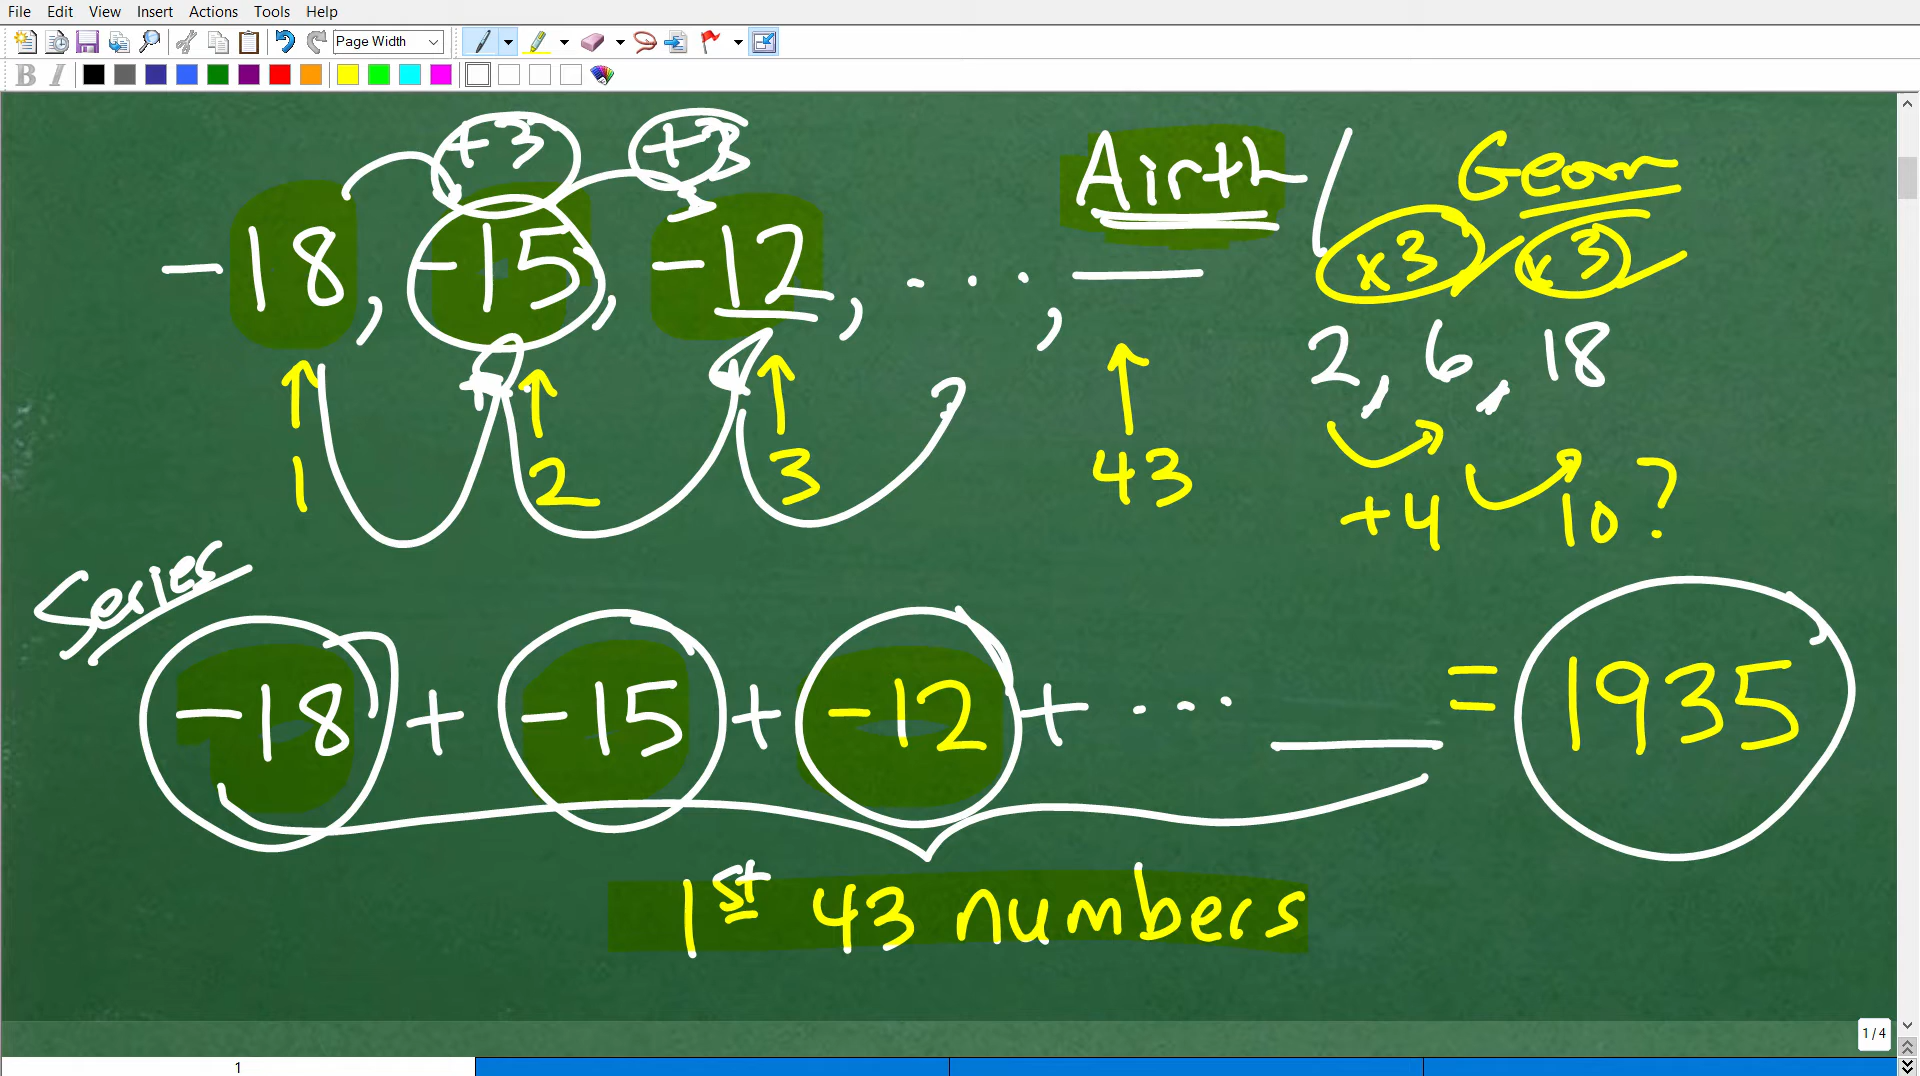 File Edit View Insert Actions Tools Help
Page Width
B I
+3 +3
Airth Geom
x3 x3
-18, -15, -12, ..., __
2, 6, 18
1 2 3 43
+4 10?
Series
-18 + -15 + -12 + ... __ = 1935
1st 43 numbers
1 / 4
1